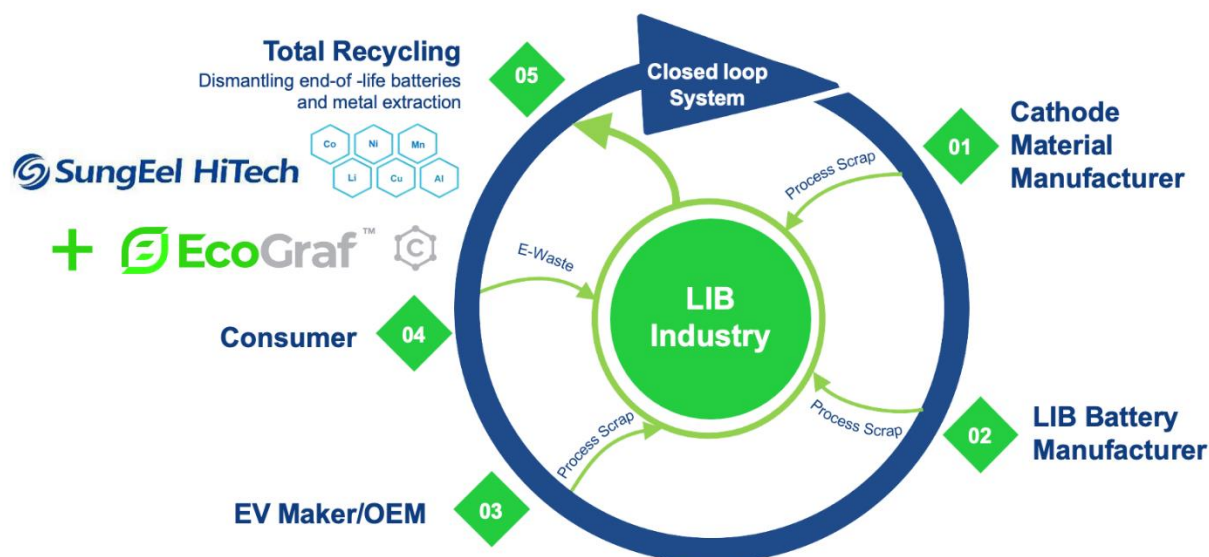 Total Recycling
Dismantling end-of -life batteries
and metal extraction
Co
Ni
Mn
Li
Cu
Al
SungEel HiTech
+ EcoGraf™ C
05
Closed loop
System
01
Cathode
Material
Manufacturer
Process Scrap
E-Waste
LIB
Industry
Consumer
04
Process Scrap
02
LIB Battery
Manufacturer
Process Scrap
EV Maker/OEM
03